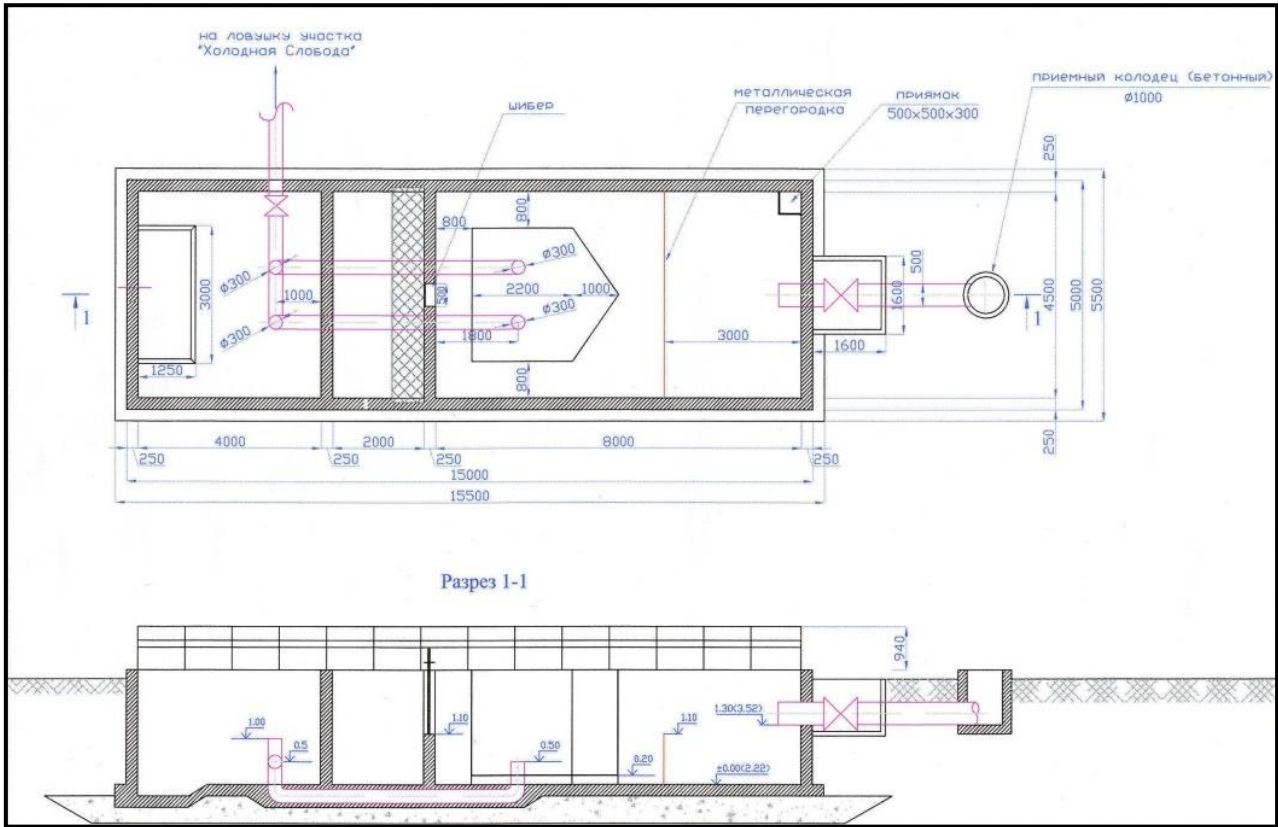 на ловушку участка
"Холодная Слобода"
шибер
металлическая
перегородка
приямок
500x500x300
приемный колодец (бетонный)
Ø1000
250
800
800
Ø300
Ø300
3000
1000
500
2200
1000
Ø300
Ø300
1800
1250
800
3000
500
1600
1600
4500
5000
5500
1
1
250
4000
2000
8000
250
250
250
250
15000
15500
Разрез 1-1
940
1.00
0.5
1.10
0.50
0.20
1.10
1.30(3.52)
±0.00(2.22)